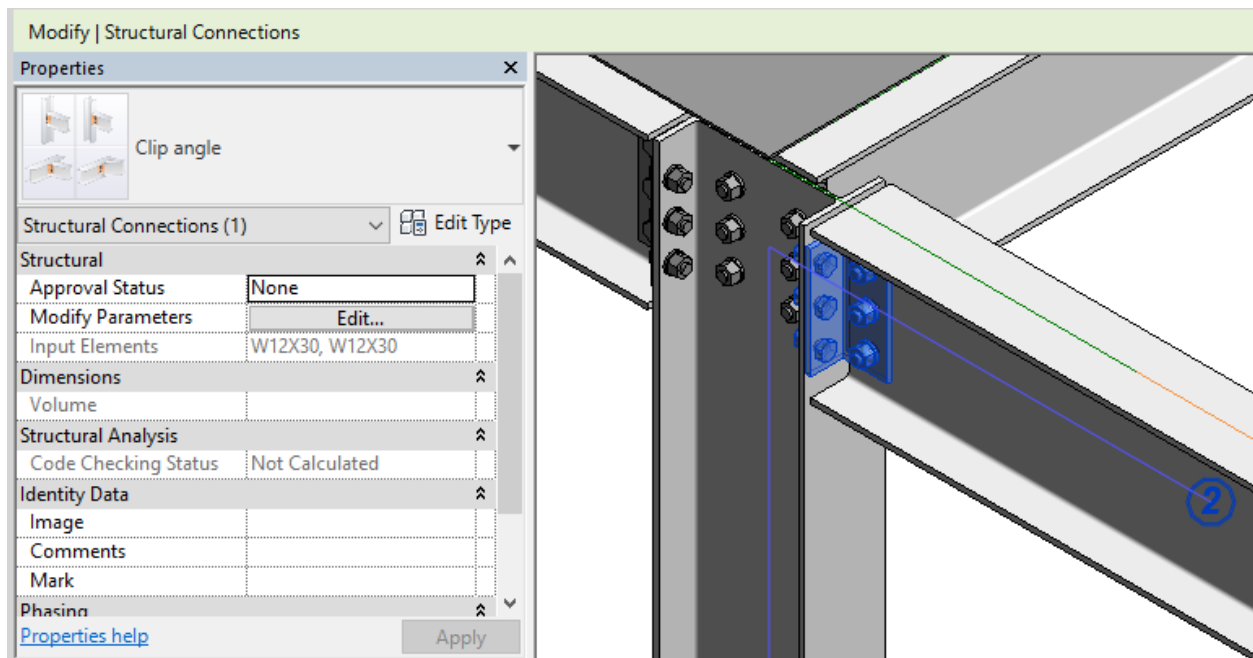 Modify | Structural Connections
Properties
Clip angle
Structural Connections (1) Edit Type
Structural
Approval Status None
Modify Parameters Edit...
Input Elements W12X30, W12X30
Dimensions
Volume
Structural Analysis
Code Checking Status Not Calculated
Identity Data
Image
Comments
Mark
Phasing
Properties help Apply
2